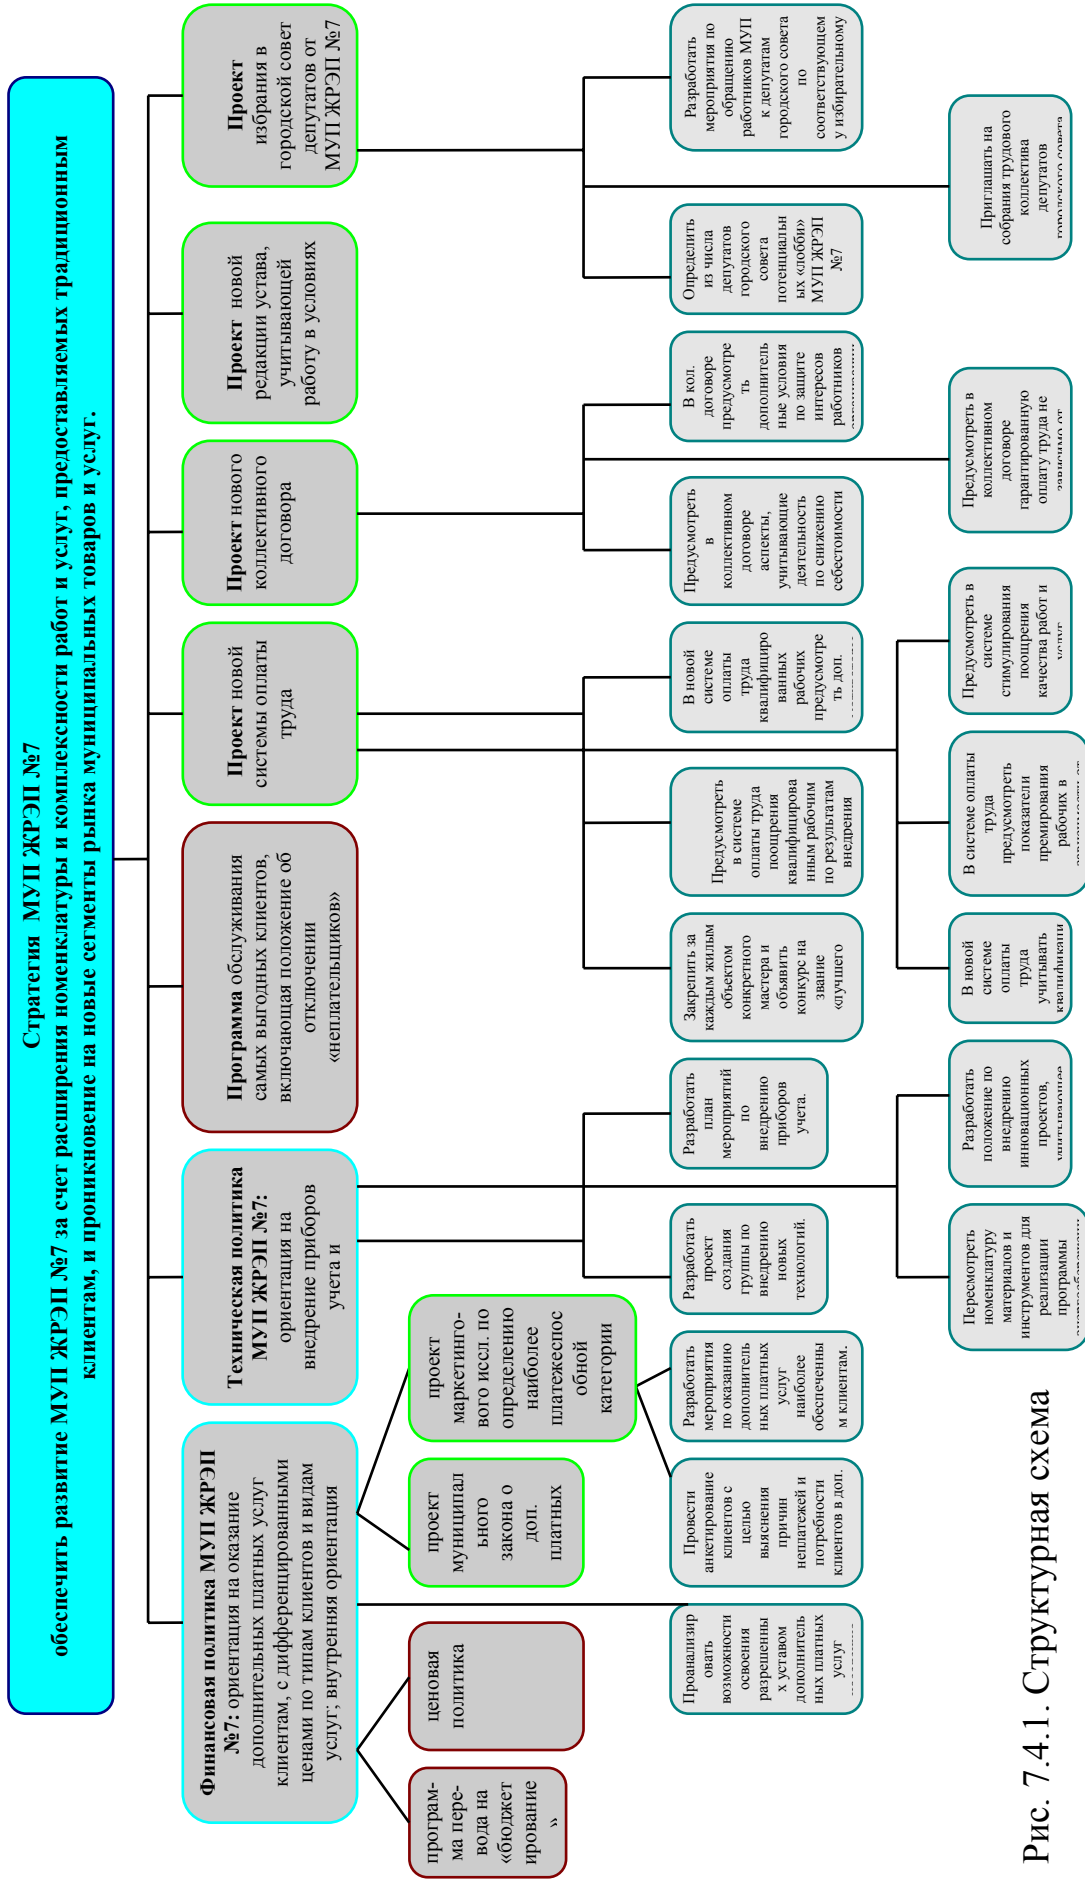 Стратегия  МУП ЖРЭП №7
обеспечить развитие МУП ЖРЭП №7 за счет расширения номенклатуры и комплексности работ и услуг, предоставляемых традиционным
клиентам, и проникновение на новые сегменты рынка муниципальных товаров и услуг.
Финансовая политика МУП ЖРЭП
№7: ориентация на оказание
дополнительных платных услуг
клиентам, с дифференцированными
ценами по типам клиентов и видам
услуг; внутренняя ориентация
Техническая политика
МУП ЖРЭП №7:
ориентация на
внедрение приборов
учета и
Программа обслуживания
самых выгодных клиентов,
включающая положение об
отключении
«неплательщиков»
Проект новой
системы оплаты
труда
Проект нового
коллективного
договора
Проект  новой
редакции устава,
учитывающей
работу в условиях
Проект
избрания в
городской совет
депутатов от
МУП ЖРЭП №7
програм-
ма пере-
вода на
«бюджет
ирование
»
ценовая
политика
проект
муниципал
ьного
закона о
доп.
платных
проект
маркетинго-
вого иссл. по
определению
наиболее
платежеспос
обной
категории
Проанализир
овать
возможности
освоения
разрешенны
х уставом
дополнитель
ных платных
услуг
Провести
анкетирование
клиентов с
целью
выяснения
причин
неплатежей и
потребности
клиентов в доп.
Разработать
мероприятия
по оказанию
дополнитель
ных платных
услуг
наиболее
обеспеченны
м клиентам.
Разработать
проект
создания
группы по
внедрению
новых
технологий.
Разработать
план
мероприятий
по
внедрению
приборов
учета.
Закрепить за
каждым жилым
объектом
конкретного
мастера и
объявить
конкурс на
звание
«лучшего
Предусмотреть
в системе
оплаты труда
поощрения
квалифицирова
нным рабочим
по результатам
внедрения
В новой
системе
оплаты
труда
квалифициро
ванных
рабочих
предусмотре
ть доп.
Предусмотреть
в
коллективном
договоре
аспекты,
учитывающие
деятельность
по снижению
себестоимости
В кол.
договоре
предусмотре
ть
дополнитель
ные условия
по защите
интересов
работников
организации
Определить
из числа
депутатов
городского
совета
потенциальн
ых «лобби»
МУП ЖРЭП
№7
Разработать
мероприятия по
обращению
работников МУП
к депутатам
городского совета
по
соответствующем
у избирательному
Пересмотреть
номенклатуру
материалов и
инструментов для
реализации
программы
энергосбережени
Разработать
положение по
внедрению
инновационных
проектов,
учитывающее
В новой
системе
оплаты
труда
учитывать
квалификаци
В системе оплаты
труда
предусмотреть
показатели
премирования
рабочих в
зависимости от
Предусмотреть в
системе
стимулирования
поощрения
качества работ и
услуг
Предусмотреть в
коллективном
договоре
гарантированную
оплату труда не
зависимо от
Приглашать на
собрания трудового
коллектива
депутатов
городского совета
Рис. 7.4.1. Структурная схема